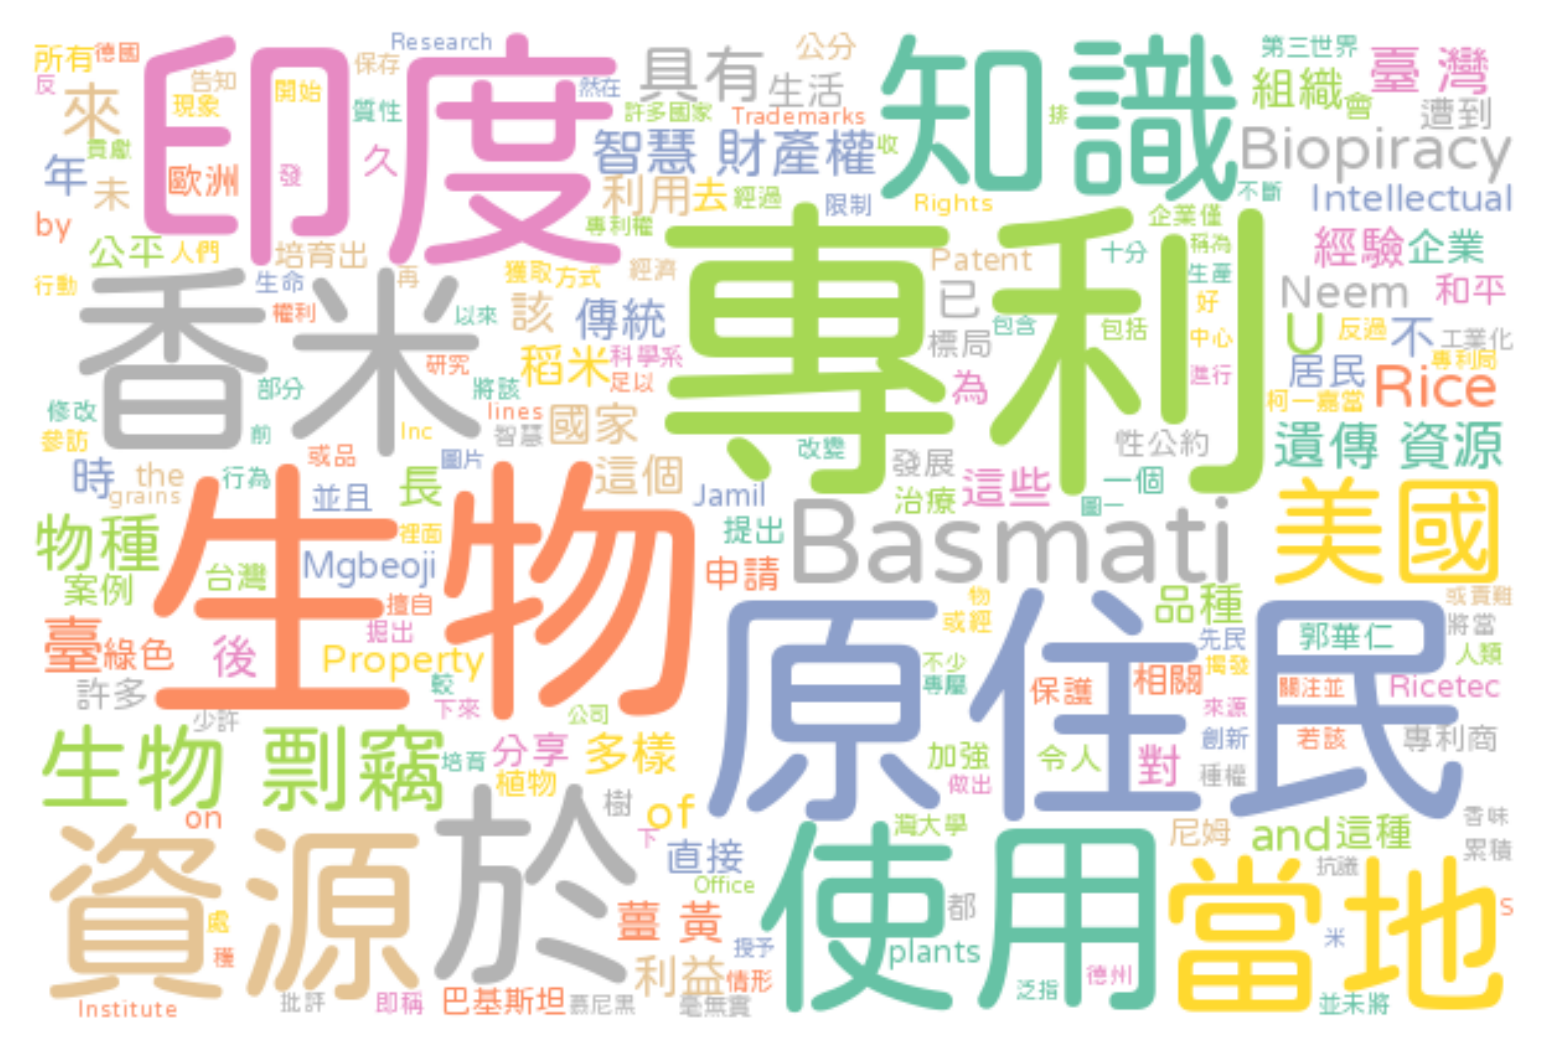 所有
德國
Research
公分
第三世界
反
告知
保存
印度
然在
具有
生活
知識
組織
會
臺灣
來
現象
開始
質性
許多國家
Trademarks
排
遭到
貢獻
久
智慧 財產權
收
Biopiracy
年
未
歐洲
發
利用
去
經過
限制
Rights
不斷
Intellectual
by
專利權
企業僅
公平
人們
培育出
獲取
方式
經濟
Patent
十分
稱為
經驗
企業
行動
生命
再
專利
已
生產
Neem
和平
香米
權利
以來
該
傳統
包含
包括
好
U
反過
不
工業化
研究
稻米
科學系
標局
中心
居民
專利局
部分
將該
足以
為
進行
柯一嘉當
Rice
修改
lines
國家
參訪
前
Inc
智慧
改變
性公約
遺傳 資源
時
the
或品
圖片
這個
發展
grains
行為
並且
長
Jamil
治療
這些
一個
圖一
物種
生物
裡面
提出
Basmati
美國
案例
台灣
Mgbeoji
申請
擅自
物
或經
品種
或賣雞
臺
綠色
後
掘出
原住民
先民
郭華仁
將當
Property
不少
揭發
人類
許多
較
專屬
保護
相關
關注並
Ricetec
少許
下來
公司
來源
生物 剽竊
培育
分享
多樣
加強
令人
對
創新
若該
專利商
植物
做出
種權
on
樹
of
灣大學
尼姆
and
這種
香味
資源
於
下
直接
使用
抗議
累積
Office
當地
處
薑 黃
都
s
種
授予
plants
米
利益
情形
泛指
德州
Institute
批評
即稱
巴基斯坦
慕尼黑
毫無實
並未將